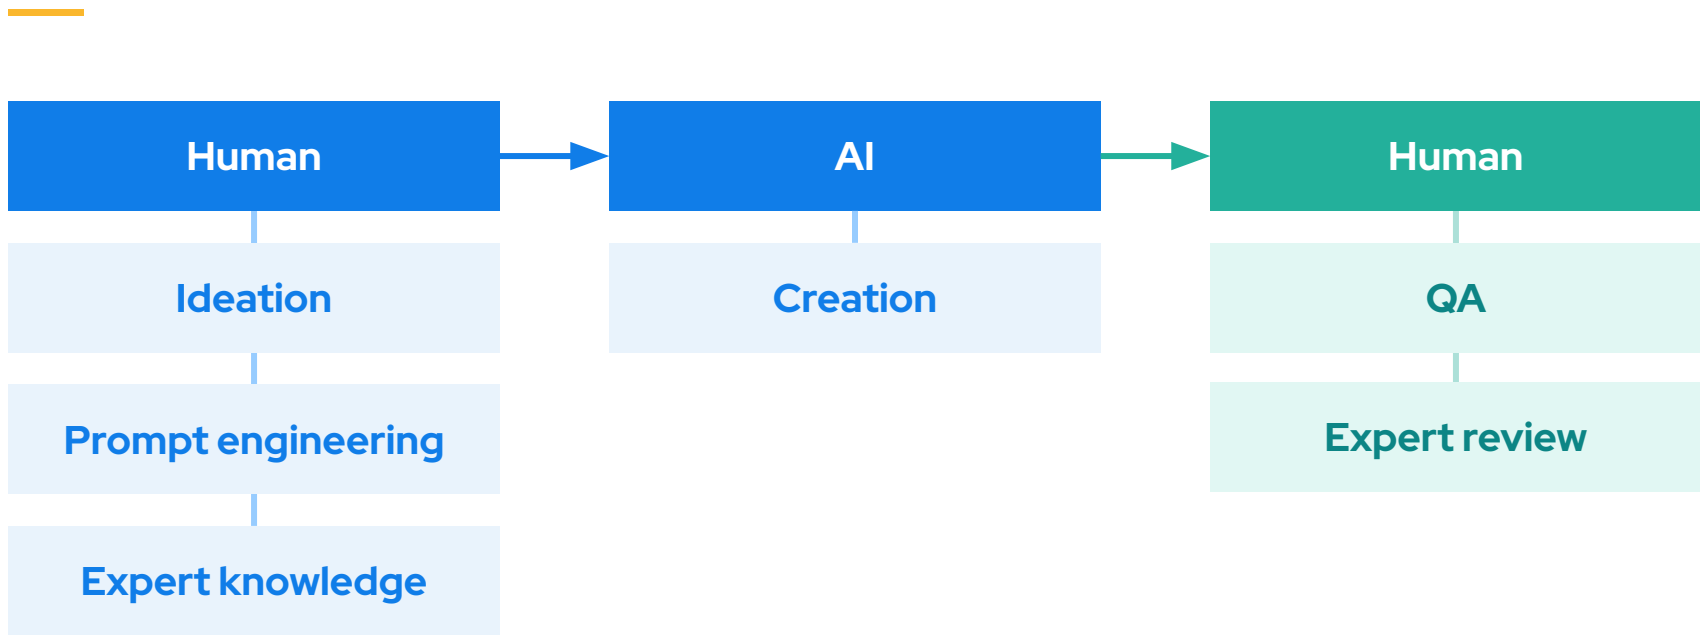 Human
AI
Human
Ideation
Creation
QA
Prompt engineering
Expert review
Expert knowledge